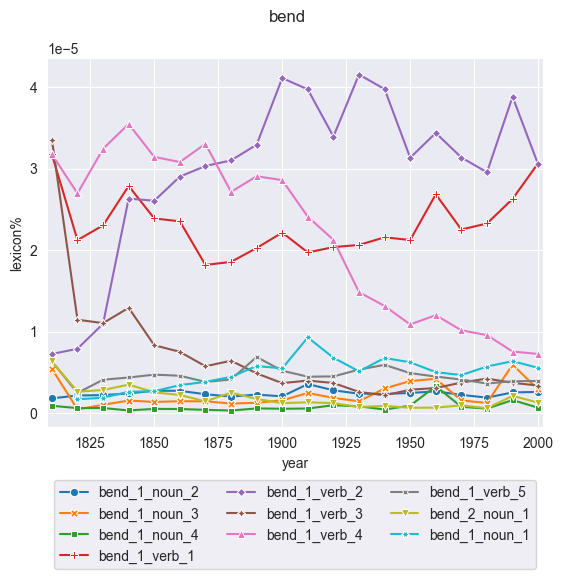 bend
1e−5
4
3
2
1
0
lexicon%
1825 1850 1875 1900 1925 1950 1975 2000
year
bend_1_noun_2 bend_1_verb_2 bend_1_verb_5
bend_1_noun_3 bend_1_verb_3 bend_2_noun_1
bend_1_noun_4 bend_1_verb_4 bend_1_noun_1
bend_1_verb_1